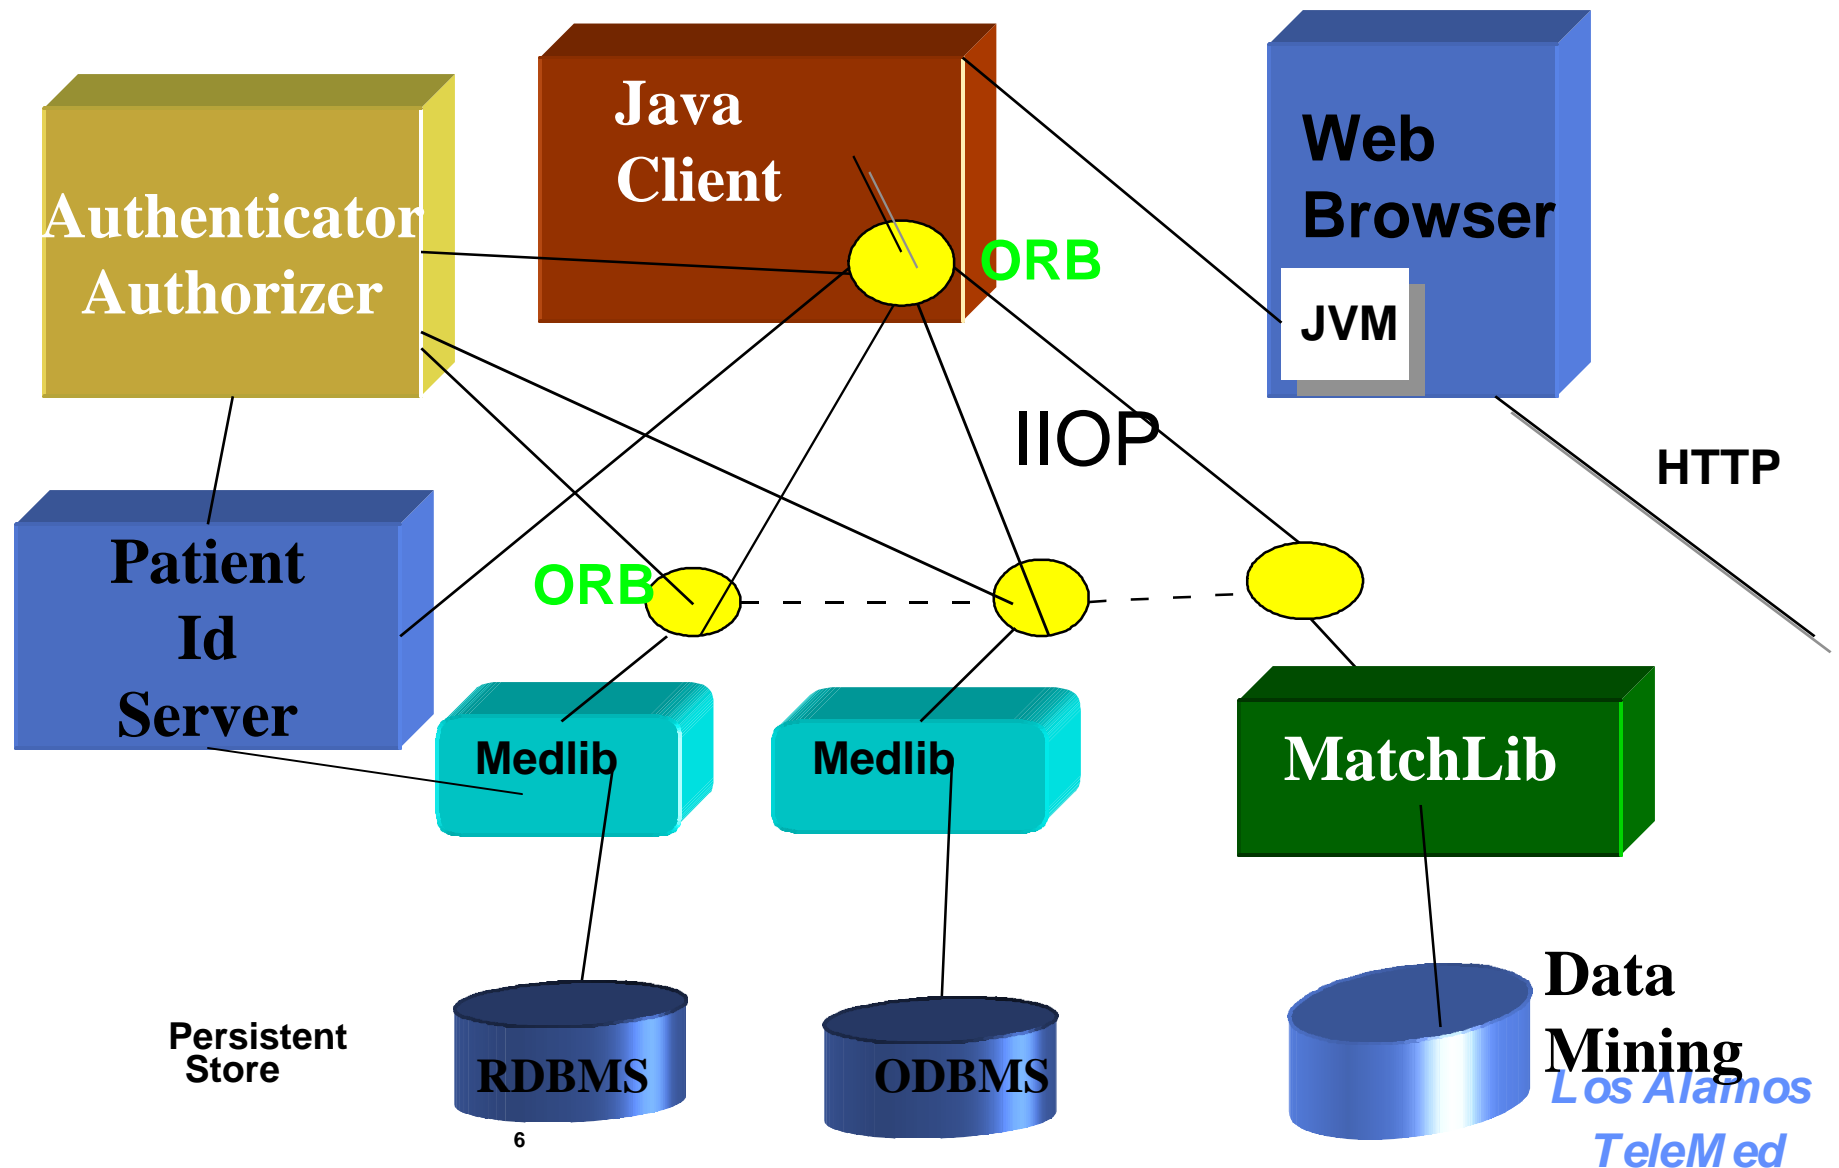 Java
Client
Web
Browser
JVM
Authenticator
Authorizer
ORB
IIOP
HTTP
Patient
Id
Server
ORB
Medlib
Medlib
MatchLib
Persistent
Store
RDBMS
ODBMS
Data
Mining
Los Alamos
TeleMed
6